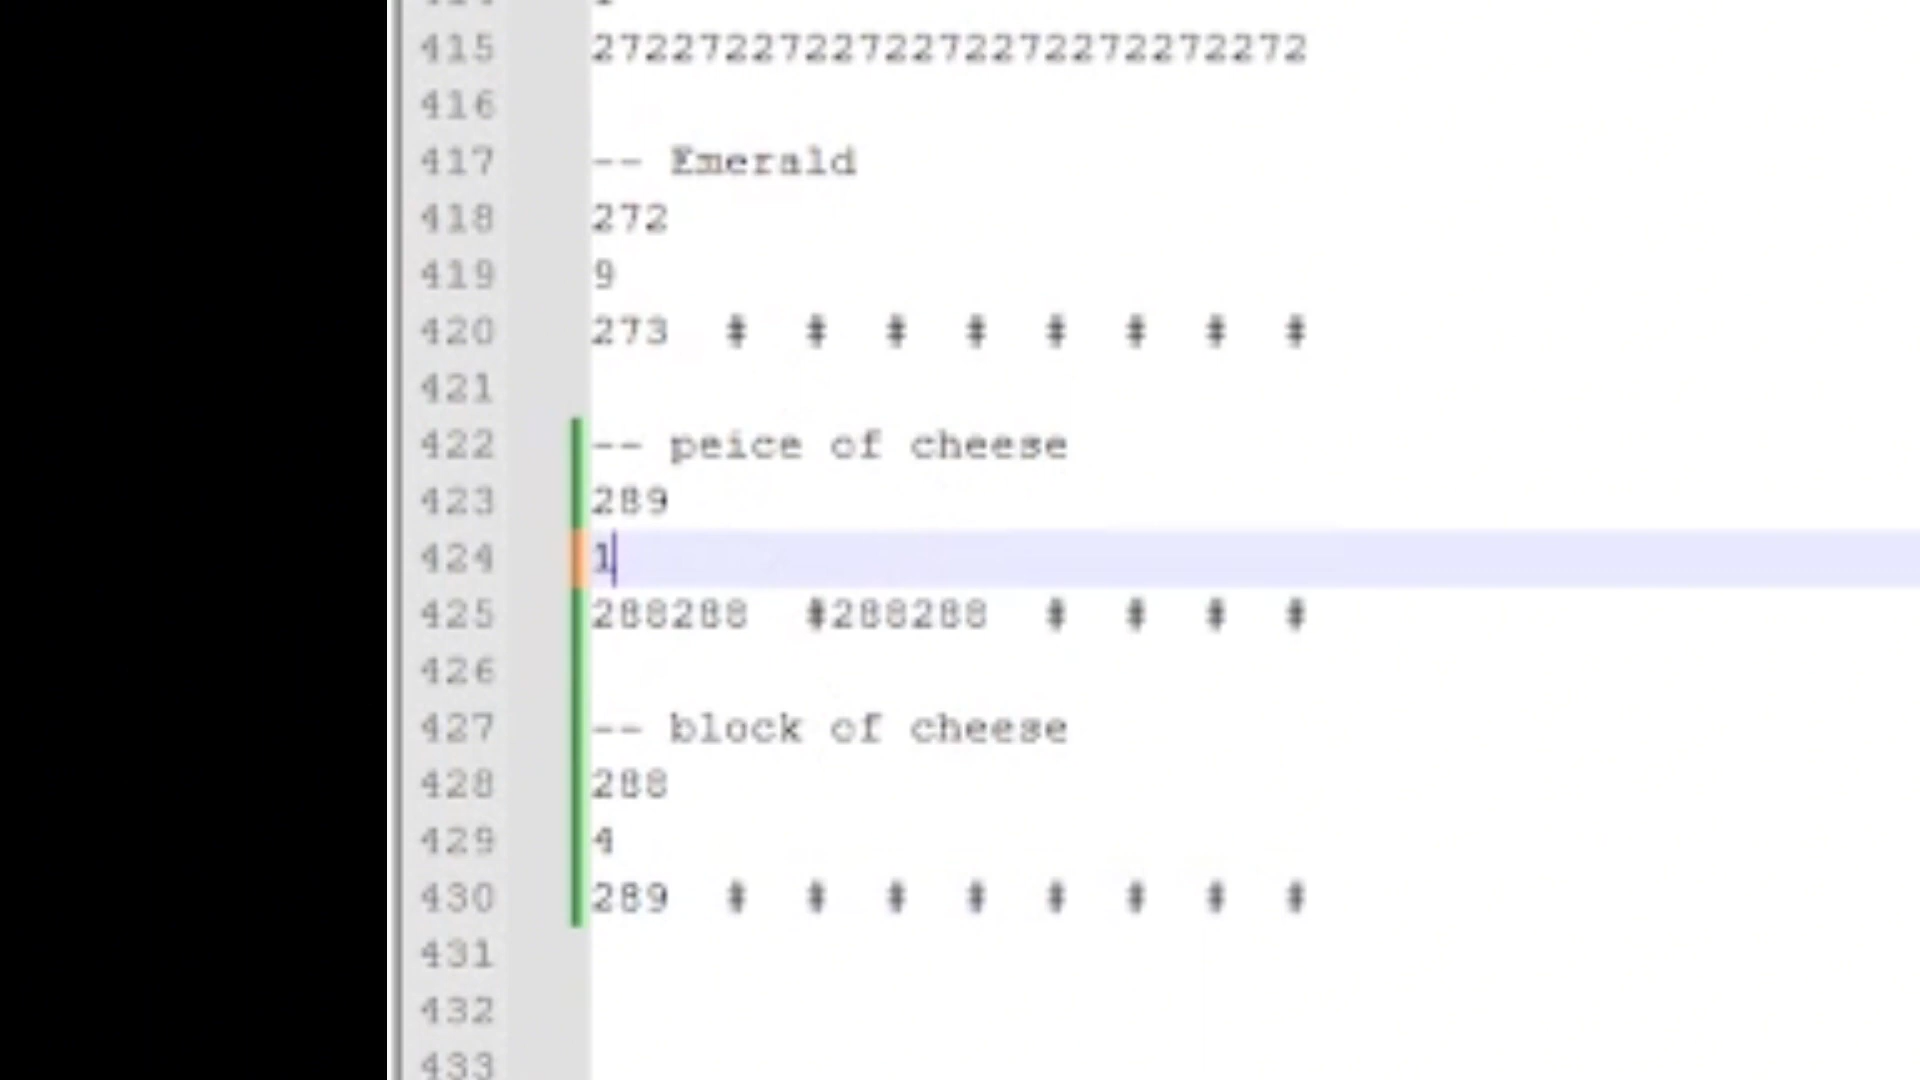 415 272272272272272272272272272
416
417 -- Emerald
418 272
419 9
420 273  #  #  #  #  #  #  #  #
421
422 -- peice of cheese
423 289
424 1
425 288288  #288288  #  #  #  #
426
427 -- block of cheese
428 288
429 4
430 289  #  #  #  #  #  #  #  #
431
432
433